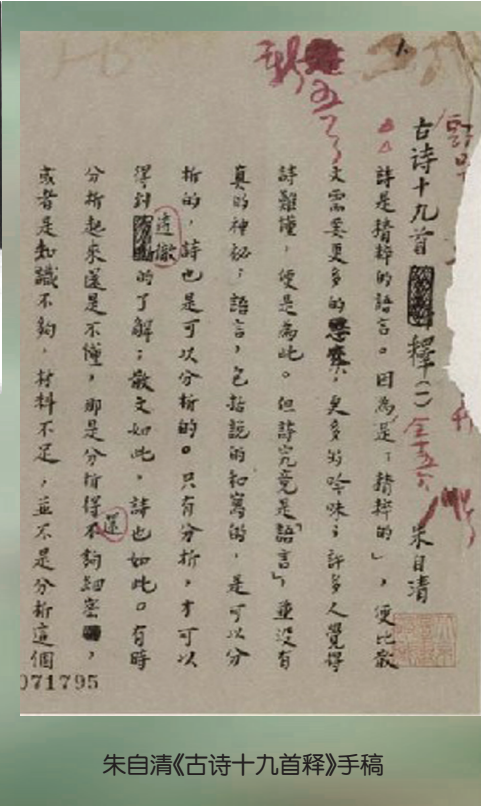 古诗十九首釋(一)
朱自清
詩是精粹的語言。因為是「精粹的」，便比散
文需要更多的思索，更多的吟味；許多人覺得
詩難懂，便是為此。但詩究竟是「語言」，並没有
真的神秘；語言，包括說的和寫的，是可以分
析的，詩也是可以分析的。只有分析，才可以
得到透徹的了解；散文如此，詩也如此。有時
分析起來還是不懂，那是分析得還不夠細密，
或者是知識不夠，材料不足，並不是分析這個
071795
朱自清《古诗十九首释》手稿